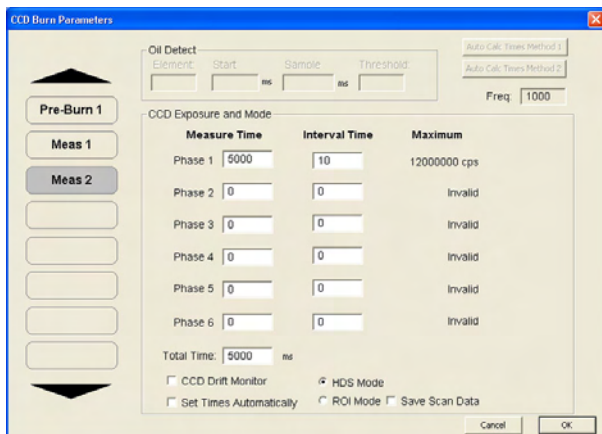 CCD Burn Parameters
Oil Detect
Element: Start Sample Threshold:
ms ms
Auto Calc Times Method 1
Auto Calc Times Method 2
Freq: 1000
Pre-Burn 1
Meas 1
Meas 2
CCD Exposure and Mode
Measure Time Interval Time Maximum
Phase 1 5000 10 12000000 cps
Phase 2 0 0 Invalid
Phase 3 0 0 Invalid
Phase 4 0 0 Invalid
Phase 5 0 0 Invalid
Phase 6 0 0 Invalid
Total Time: 5000 ms
CCD Drift Monitor HDS Mode
Set Times Automatically ROI Mode Save Scan Data
Cancel OK